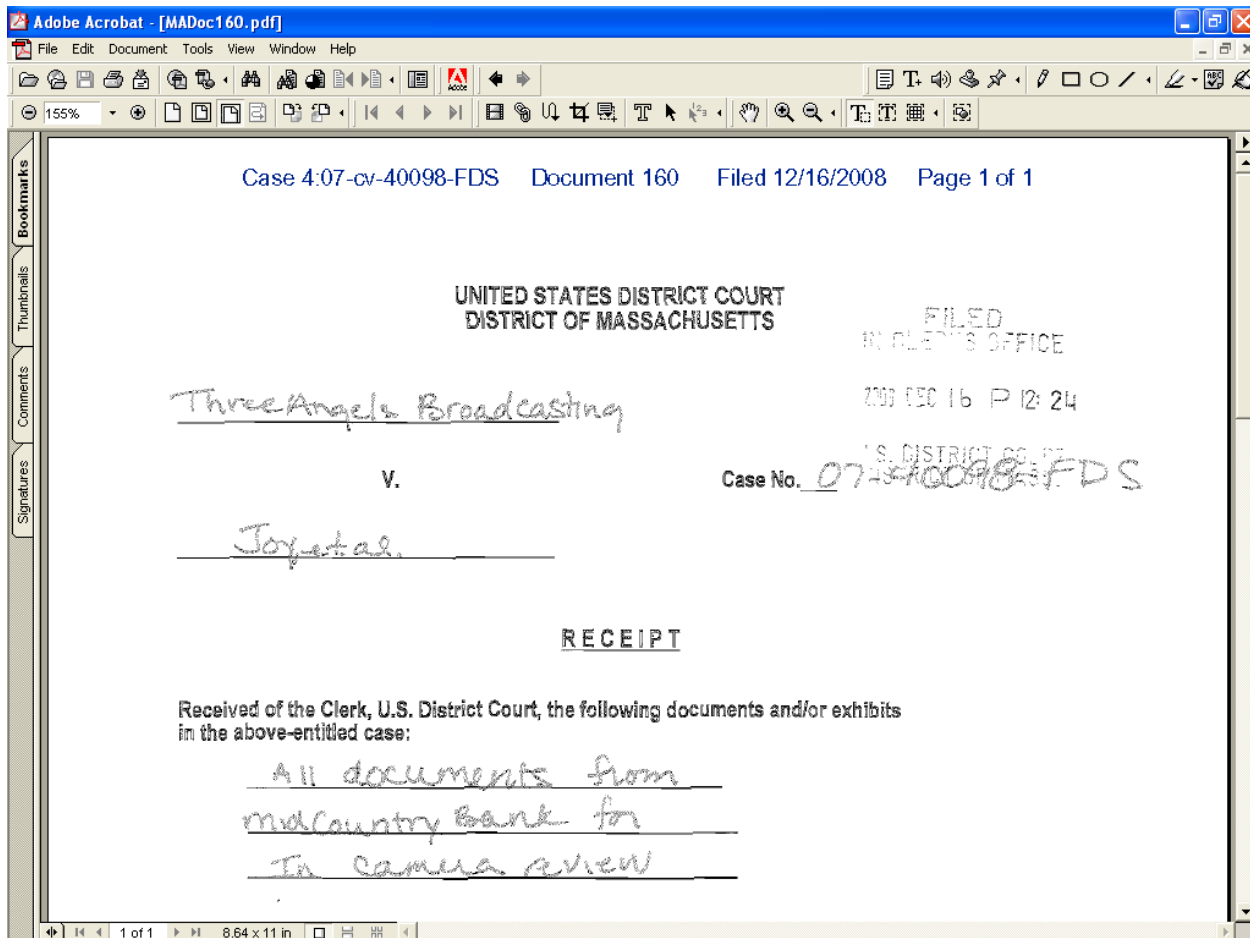 Adobe Acrobat - [MADoc160.pdf]
File Edit Document Tools View Window Help
155%
Bookmarks
Thumbnails
Comments
Signatures
Case 4:07-cv-40098-FDS Document 160 Filed 12/16/2008 Page 1 of 1
UNITED STATES DISTRICT COURT
DISTRICT OF MASSACHUSETTS
FILED
IN CLERK'S OFFICE
Three Angels Broadcasting
DEC 16 P 12: 24
V.
U.S. DISTRICT
Case No. 07-40098-FDS
Joy et al.
RECEIPT
Received of the Clerk, U.S. District Court, the following documents and/or exhibits
in the above-entitled case:
All documents from
midCountry Bank for
In Camera review
1 of 1 8.64 x 11 in